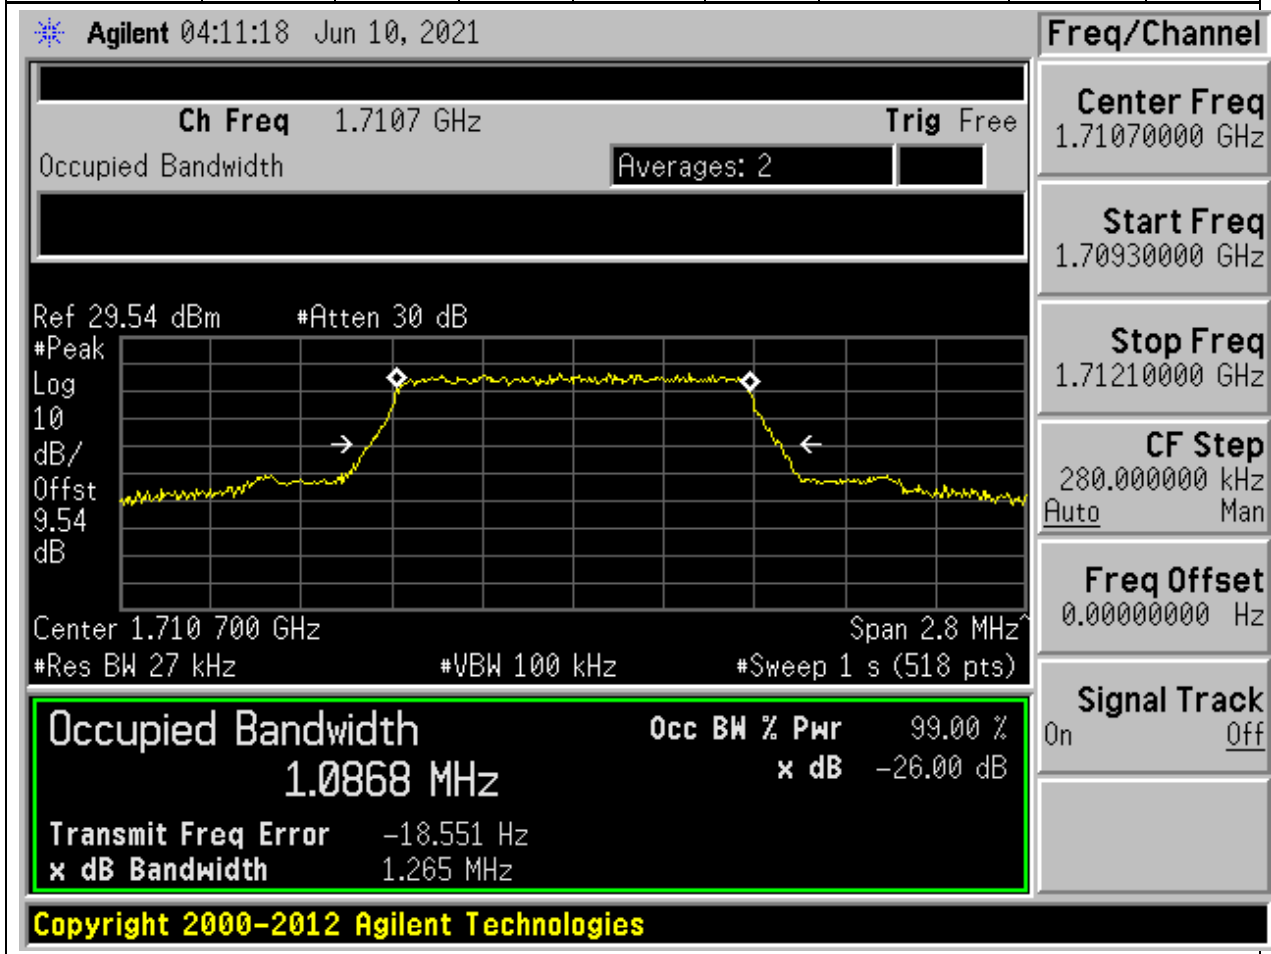 Agilent 04:11:18 Jun 10, 2021
Freq/Channel
Ch Freq 1.7107 GHz Trig Free
Occupied Bandwidth Averages: 2
Ref 29.54 dBm #Atten 30 dB
#Peak
Log
10
dB/
Offst
9.54
dB
Center 1.710 700 GHz Span 2.8 MHz^
#Res BW 27 kHz #VBW 100 kHz #Sweep 1 s (518 pts)
Occupied Bandwidth Occ BW % Pwr 99.00 %
1.0868 MHz x dB -26.00 dB
Transmit Freq Error -18.551 Hz
x dB Bandwidth 1.265 MHz
Copyright 2000-2012 Agilent Technologies
Center Freq
1.71070000 GHz
Start Freq
1.70930000 GHz
Stop Freq
1.71210000 GHz
CF Step
280.000000 kHz
Auto Man
Freq Offset
0.00000000 Hz
Signal Track
On Off